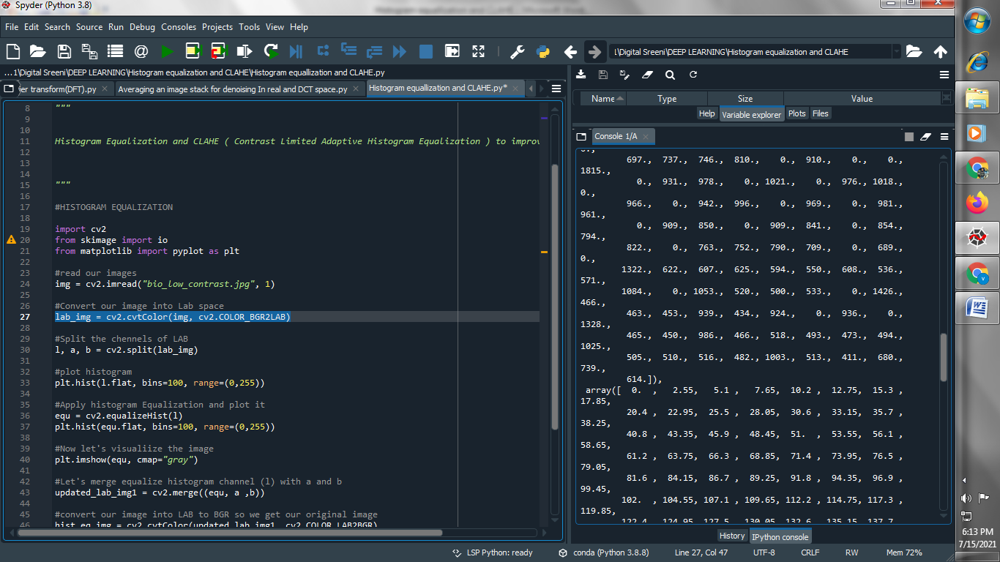 Spyder (Python 3.8)
File Edit Search Source Run Debug Consoles Projects Tools View Help
l\Digital Sreeni\DEEP LEARNING\Histogram equalization and CLAHE
...1\Digital Sreeni\DEEP LEARNING\Histogram equalization and CLAHE\Histogram equallization and CLAHE.py
ier transform(DFT).py
Averaging an image stack for denoising In real and DCT space.py
Histogram equallization and CLAHE.py*
8 """
9
10
11 Histogram Equalization and CLAHE ( Contrast Limited Adaptive Histogram Equalization ) to improv
12
13
14
15 """
16
17 #HISTOGRAM EQUALIZATION
18
19 import cv2
20 from skimage import io
21 from matplotlib import pyplot as plt
22
23 #read our images
24 img = cv2.imread("bio_low_contrast.jpg", 1)
25
26 #Convert our image into Lab space
27 lab_img = cv2.cvtColor(img, cv2.COLOR_BGR2LAB)
28
29 #Split the chennels of LAB
30 l, a, b = cv2.split(lab_img)
31
32 #plot histogram
33 plt.hist(l.flat, bins=100, range=(0,255))
34
35 #Apply histogram Equalization and plot it
36 equ = cv2.equalizeHist(l)
37 plt.hist(equ.flat, bins=100, range=(0,255))
38
39 #Now let's visualiize the image
40 plt.imshow(equ, cmap="gray")
41
42 #Let's merge equalize histogram channel (l) with a and b
43 updated_lab_img1 = cv2.merge((equ, a ,b))
44
45 #convert our image into LAB to BGR so we get our original image
46 hist_eq_img = cv2.cvtColor(updated_lab_img1, cv2.COLOR_LAB2BGR)
Name Type Size Value
Help Variable explorer Plots Files
Console 1/A
0.,
697., 737., 746., 810., 0., 910., 0., 0.,
1815.,
0., 931., 978., 0., 1021., 0., 976., 1018.,
0.,
966., 0., 942., 996., 0., 969., 0., 981.,
961.,
0., 909., 850., 0., 909., 841., 0., 854.,
794.,
822., 0., 763., 752., 790., 709., 0., 689.,
0.,
1322., 622., 607., 625., 594., 550., 608., 536.,
571.,
1084., 0., 1053., 520., 500., 533., 0., 1426.,
466.,
463., 453., 939., 434., 924., 0., 936., 0.,
1328.,
465., 450., 986., 466., 518., 493., 473., 494.,
1025.,
505., 510., 516., 482., 1003., 513., 411., 680.,
739.,
614.]),
array([ 0. , 2.55, 5.1 , 7.65, 10.2 , 12.75, 15.3 ,
17.85,
20.4 , 22.95, 25.5 , 28.05, 30.6 , 33.15, 35.7 ,
38.25,
40.8 , 43.35, 45.9 , 48.45, 51. , 53.55, 56.1 ,
58.65,
61.2 , 63.75, 66.3 , 68.85, 71.4 , 73.95, 76.5 ,
79.05,
81.6 , 84.15, 86.7 , 89.25, 91.8 , 94.35, 96.9 ,
99.45,
102. , 104.55, 107.1 , 109.65, 112.2 , 114.75, 117.3 ,
119.85,
122.4 , 124.95, 127.5 , 130.05, 132.6 , 135.15, 137.7 ,
History IPython console
LSP Python: ready conda (Python 3.8.8) Line 27, Col 47 UTF-8 CRLF RW Mem 72%
6:13 PM
7/15/2021